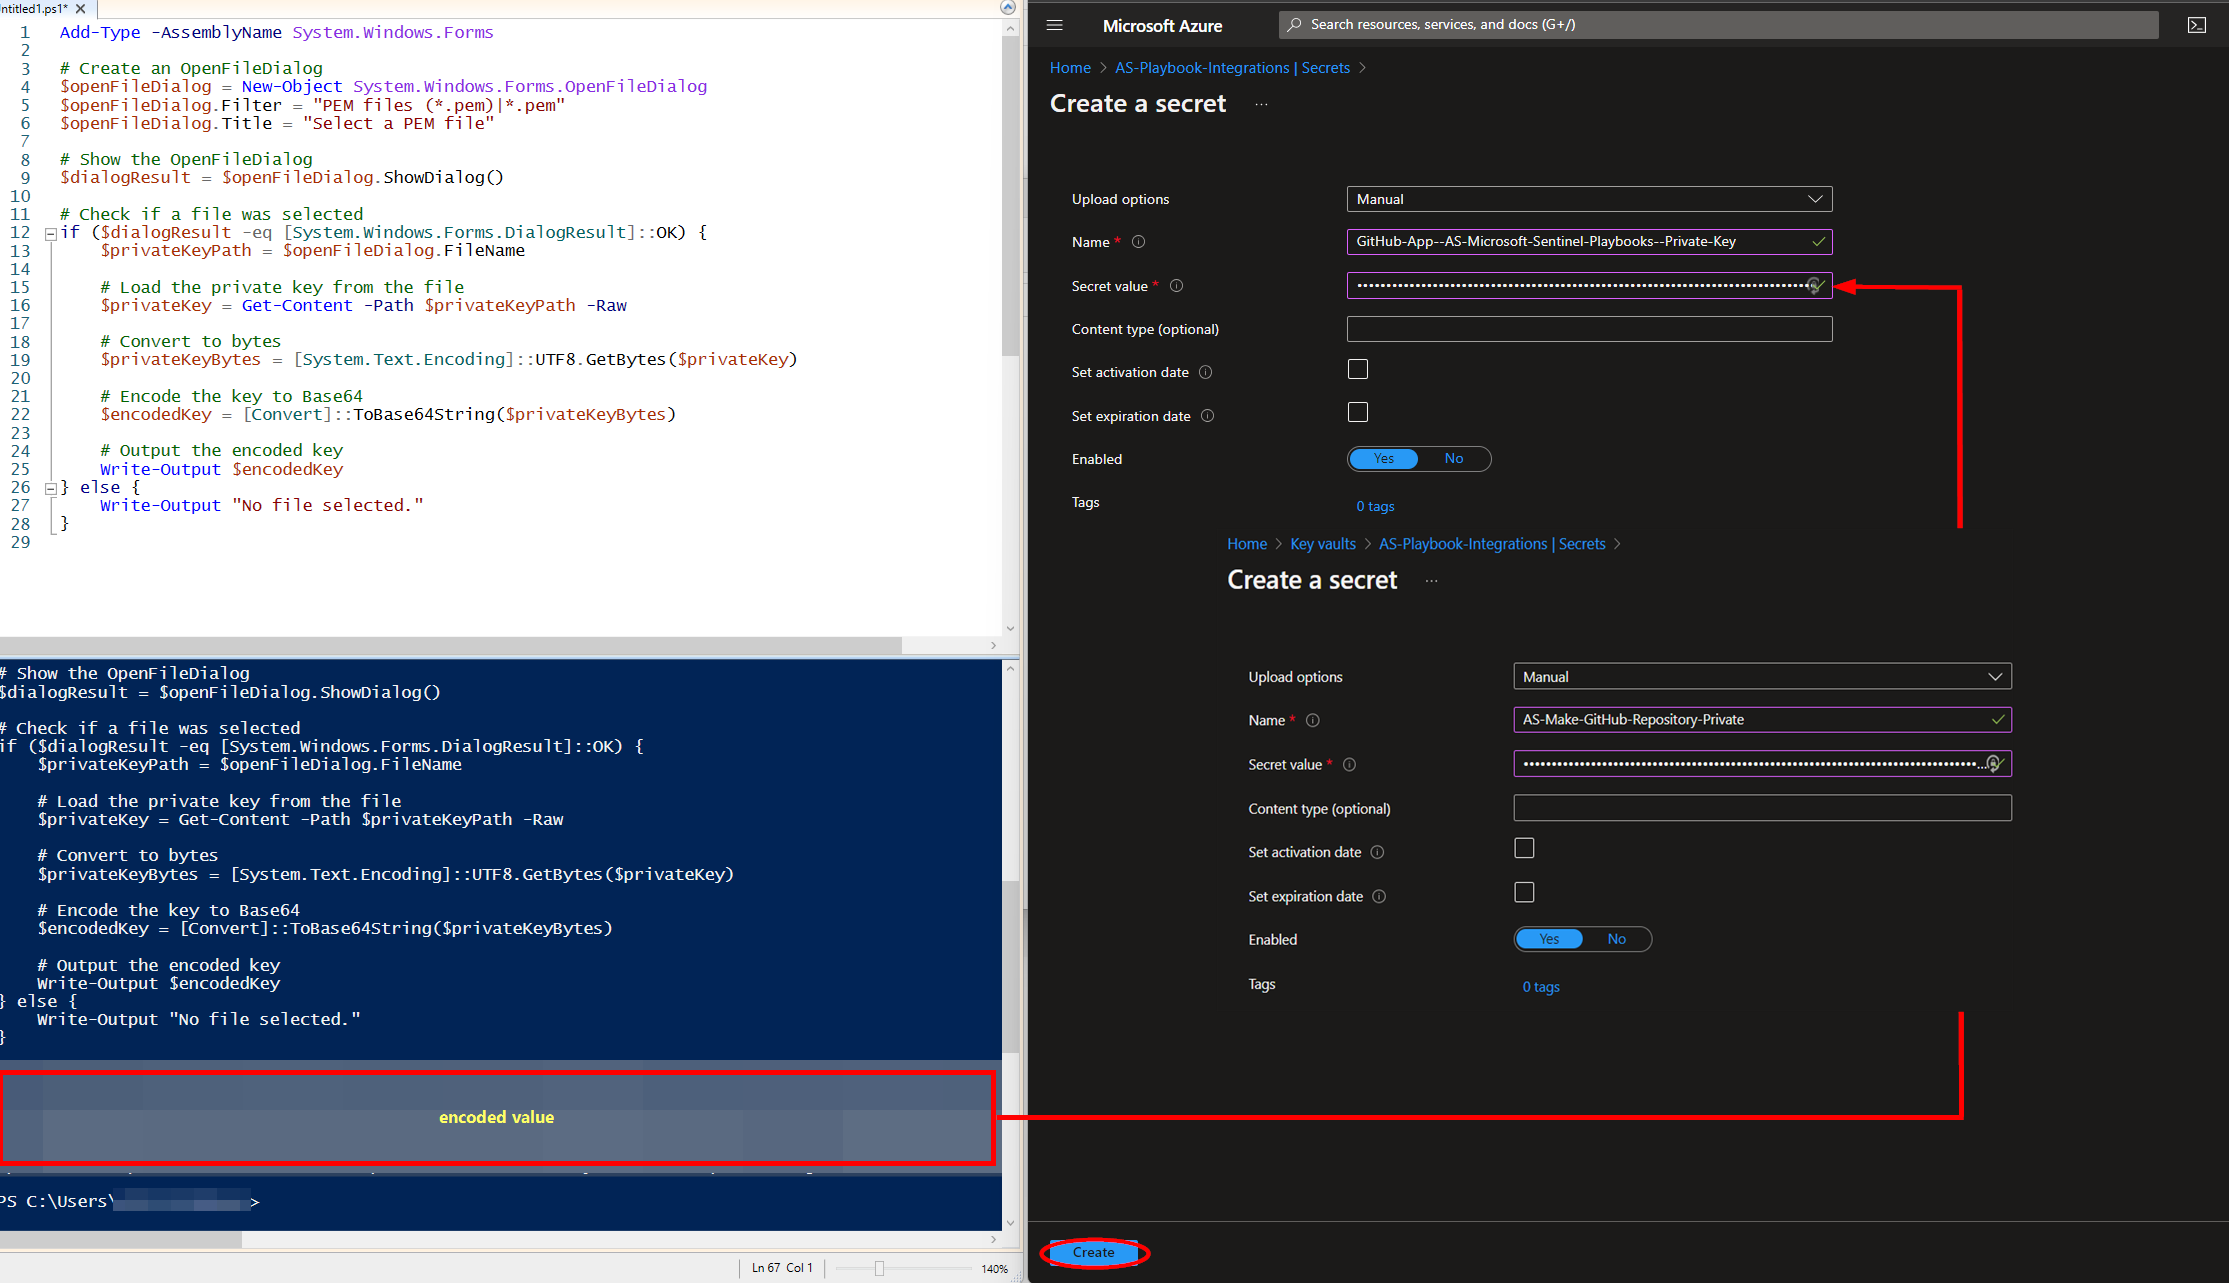 ntitled1.ps1*
1 Add-Type -AssemblyName System.Windows.Forms
2
3 # Create an OpenFileDialog
4 $openFileDialog = New-Object System.Windows.Forms.OpenFileDialog
5 $openFileDialog.Filter = "PEM files (*.pem)|*.pem"
6 $openFileDialog.Title = "Select a PEM file"
7
8 # Show the OpenFileDialog
9 $dialogResult = $openFileDialog.ShowDialog()
10
11 # Check if a file was selected
12 if ($dialogResult -eq [System.Windows.Forms.DialogResult]::OK) {
13     $privateKeyPath = $openFileDialog.FileName
14
15     # Load the private key from the file
16     $privateKey = Get-Content -Path $privateKeyPath -Raw
17
18     # Convert to bytes
19     $privateKeyBytes = [System.Text.Encoding]::UTF8.GetBytes($privateKey)
20
21     # Encode the key to Base64
22     $encodedKey = [Convert]::ToBase64String($privateKeyBytes)
23
24     # Output the encoded key
25     Write-Output $encodedKey
26 } else {
27     Write-Output "No file selected."
28 }
29
# Show the OpenFileDialog
$dialogResult = $openFileDialog.ShowDialog()
# Check if a file was selected
if ($dialogResult -eq [System.Windows.Forms.DialogResult]::OK) {
    $privateKeyPath = $openFileDialog.FileName
    # Load the private key from the file
    $privateKey = Get-Content -Path $privateKeyPath -Raw
    # Convert to bytes
    $privateKeyBytes = [System.Text.Encoding]::UTF8.GetBytes($privateKey)
    # Encode the key to Base64
    $encodedKey = [Convert]::ToBase64String($privateKeyBytes)
    # Output the encoded key
    Write-Output $encodedKey
} else {
    Write-Output "No file selected."
}
encoded value
PS C:\Users\ >
Ln 67 Col 1
140%
Microsoft Azure
Search resources, services, and docs (G+/)
Home > AS-Playbook-Integrations | Secrets >
Create a secret ...
Upload options Manual
Name * GitHub-App--AS-Microsoft-Sentinel-Playbooks--Private-Key
Secret value *
Content type (optional)
Set activation date
Set expiration date
Enabled Yes No
Tags 0 tags
Home > Key vaults > AS-Playbook-Integrations | Secrets >
Create a secret ...
Upload options Manual
Name * AS-Make-GitHub-Repository-Private
Secret value *
Content type (optional)
Set activation date
Set expiration date
Enabled Yes No
Tags 0 tags
Create